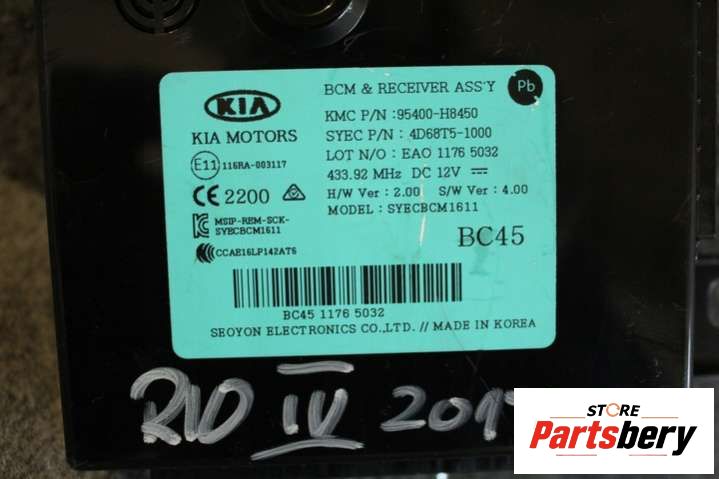 KIA
KIA MOTORS
BCM & RECEIVER ASS'Y
Pb
KMC P/N : 95400-H8450
SYEC P/N : 4D68T5-1000
LOT N/O : EAO 1176 5032
433.92 MHz DC 12V
H/W Ver : 2.00 S/W Ver : 4.00
MODEL : SYECBCM1611
E11 116RA-003117
CE 2200
MSIP-REM-SCK-
SYBCBCM1611
CCAE16LP142AT6
BC45
BC45 1176 5032
SEOYON ELECTRONICS CO.,LTD. // MADE IN KOREA
RIO IV
STORE
Partsbery